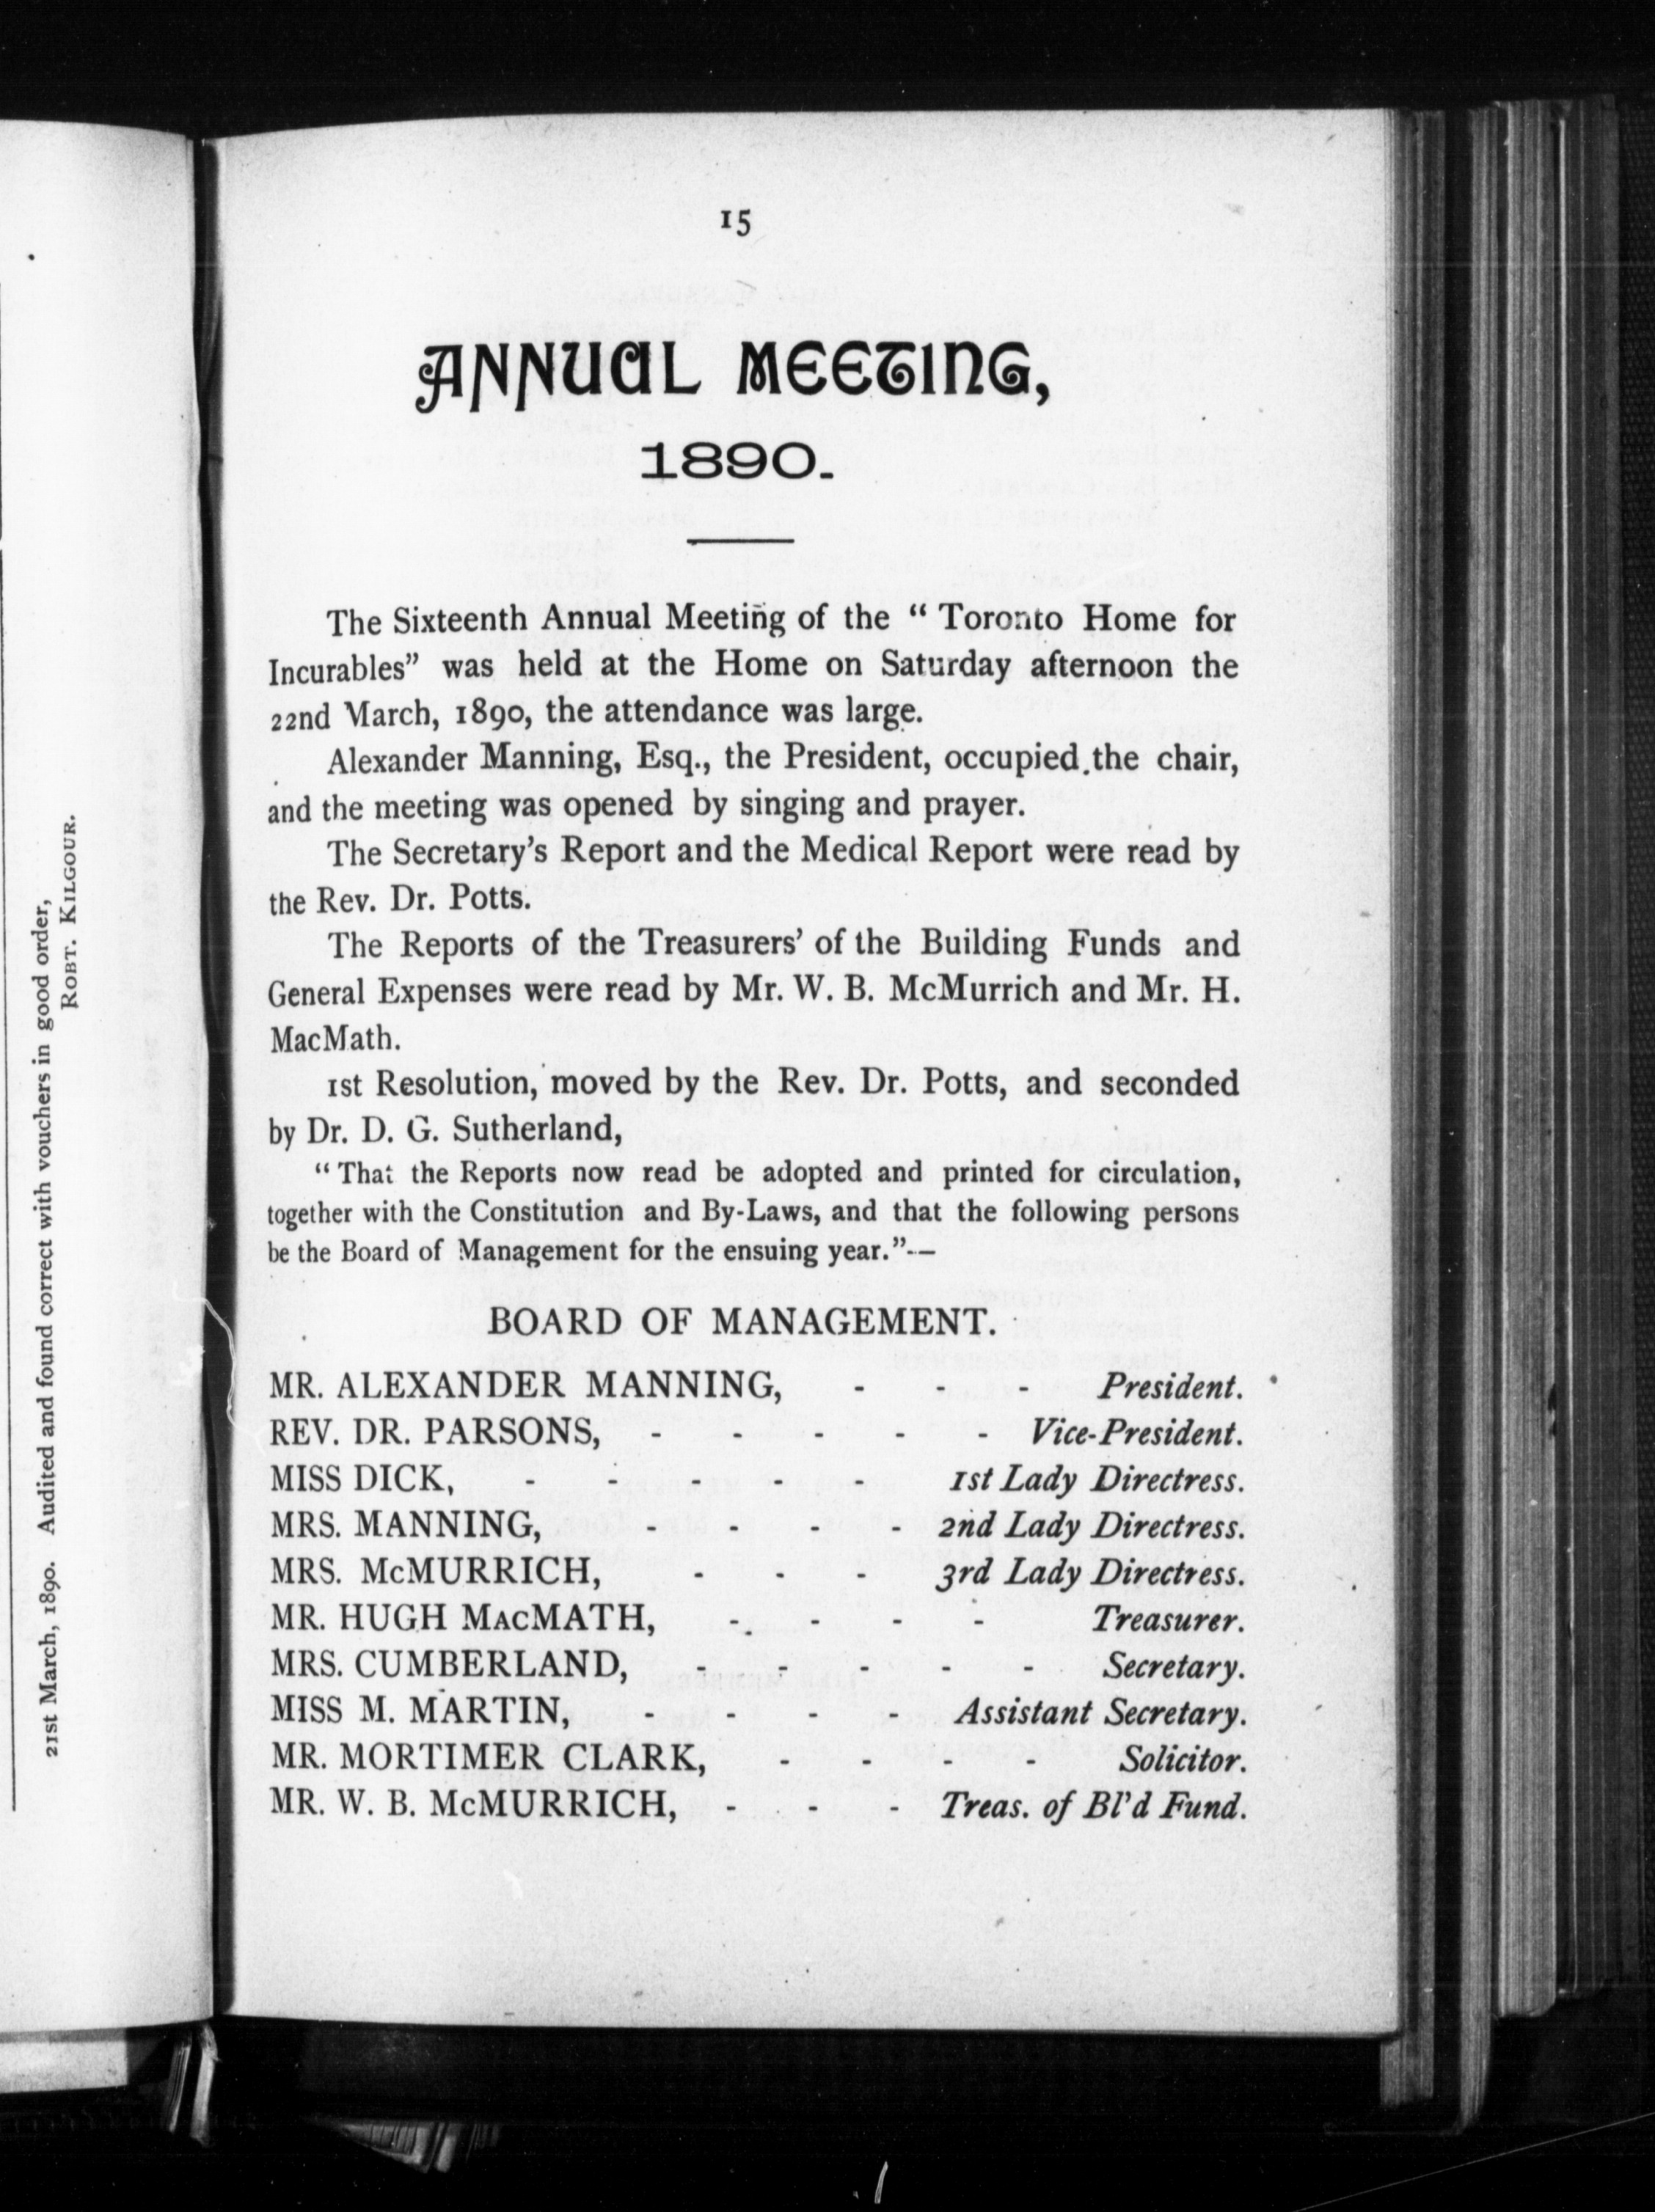 21st March, 1890. Audited and found correct with vouchers in good order,
ROBT. KILGOUR.
15
ANNUAL MEETING,
1890.
The Sixteenth Annual Meeting of the “ Toronto Home for
Incurables” was held at the Home on Saturday afternoon the
22nd March, 1890, the attendance was large.
Alexander Manning, Esq., the President, occupied the chair,
and the meeting was opened by singing and prayer.
The Secretary’s Report and the Medical Report were read by
the Rev. Dr. Potts.
The Reports of the Treasurers’ of the Building Funds and
General Expenses were read by Mr. W. B. McMurrich and Mr. H.
MacMath.
1st Resolution, moved by the Rev. Dr. Potts, and seconded
by Dr. D. G. Sutherland,
“ That the Reports now read be adopted and printed for circulation,
together with the Constitution and By-Laws, and that the following persons
be the Board of Management for the ensuing year.”-—
BOARD OF MANAGEMENT.
MR. ALEXANDER MANNING, - - - President.
REV. DR. PARSONS, - - - - - Vice-President.
MISS DICK, - - - - - 1st Lady Directress.
MRS. MANNING, - - - - 2nd Lady Directress.
MRS. McMURRICH, - - - 3rd Lady Directress.
MR. HUGH MACMATH, - - - - Treasurer.
MRS. CUMBERLAND, - - - - - Secretary.
MISS M. MARTIN, - - - - Assistant Secretary.
MR. MORTIMER CLARK, - - - - Solicitor.
MR. W. B. McMURRICH, - - - Treas. of Bl’d Fund.